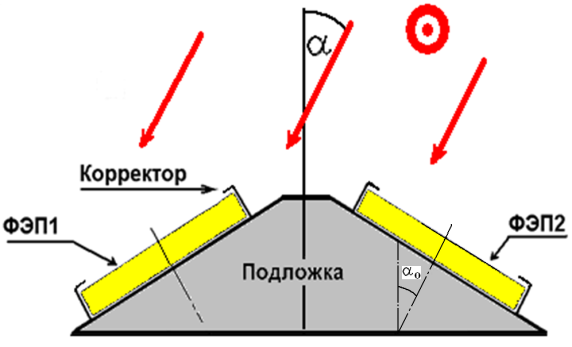 α
Корректор
ФЭП1
ФЭП2
Подложка
α₀